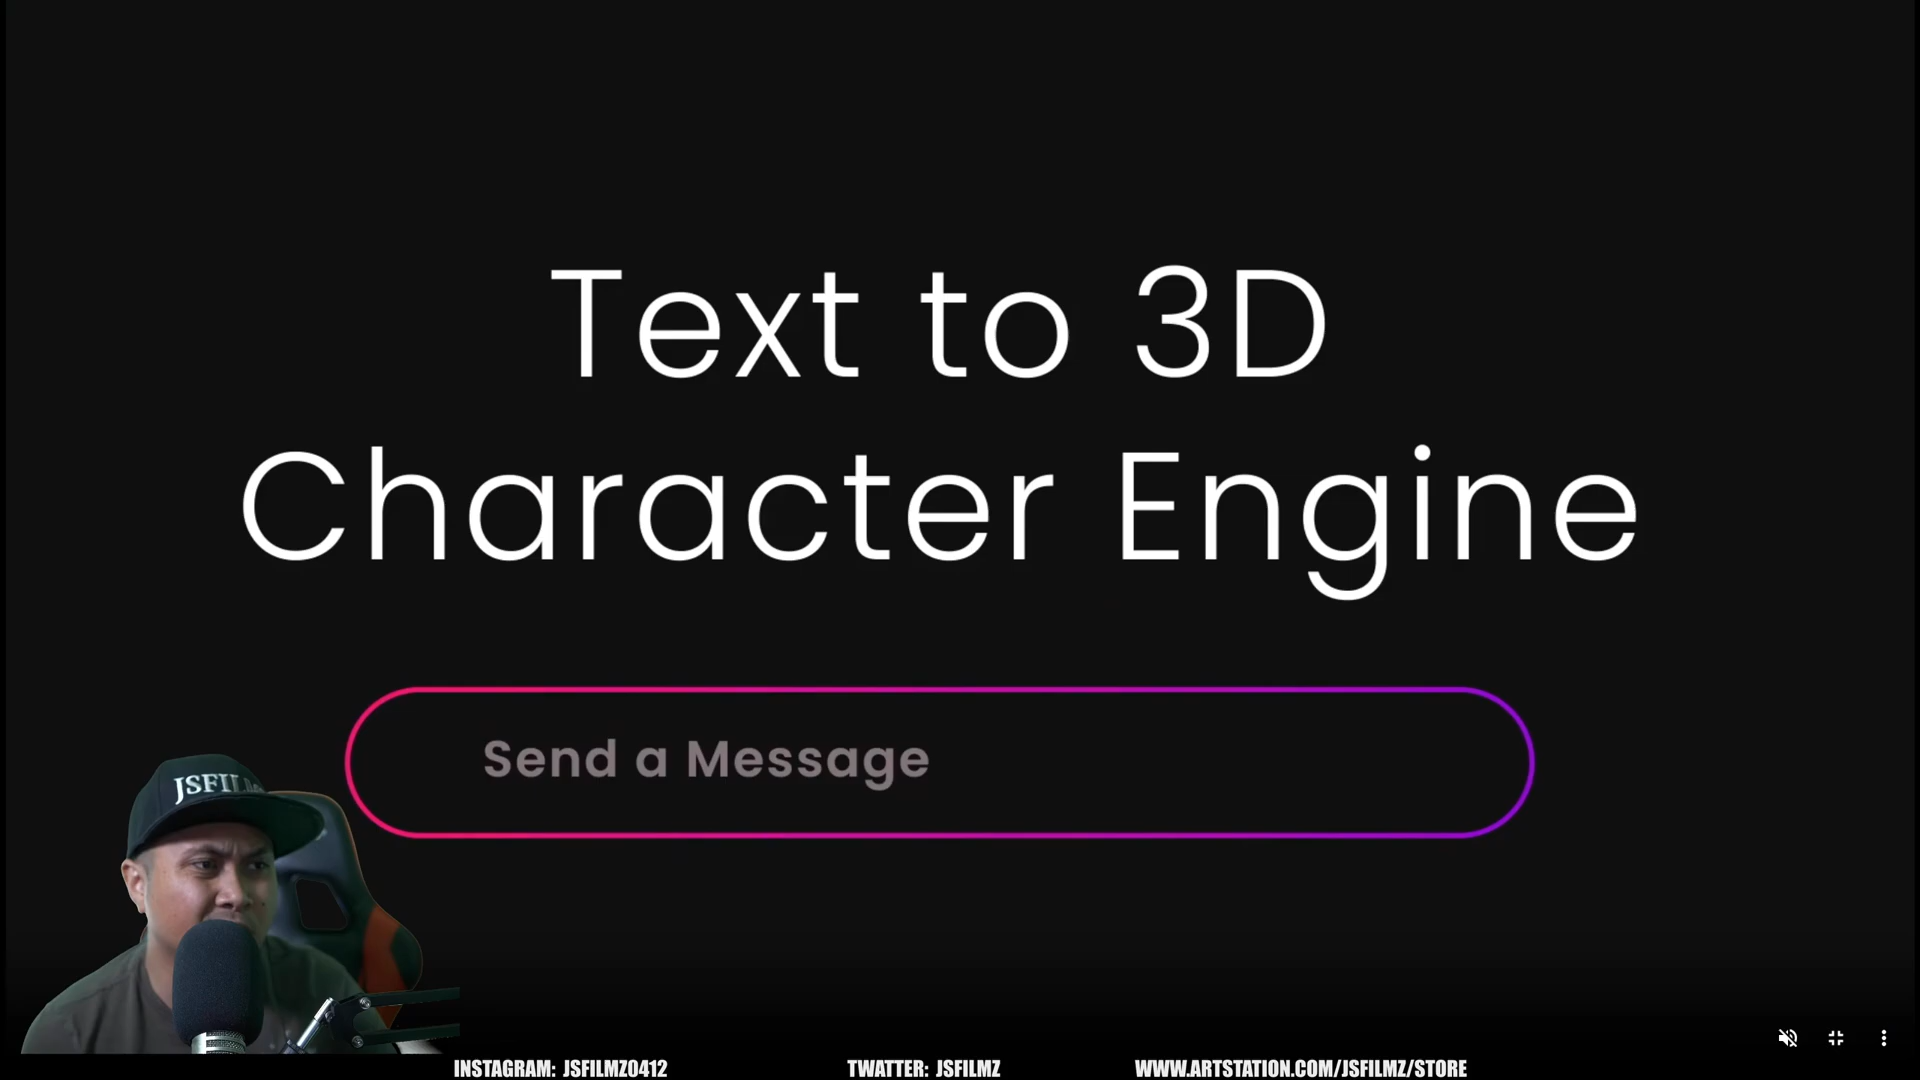 Text to 3D
Character Engine
Send a Message
JSFIL
INSTAGRAM: JSFILMZ0412
TWATTER: JSFILMZ
WWW.ARTSTATION.COM/JSFILMZ/STORE